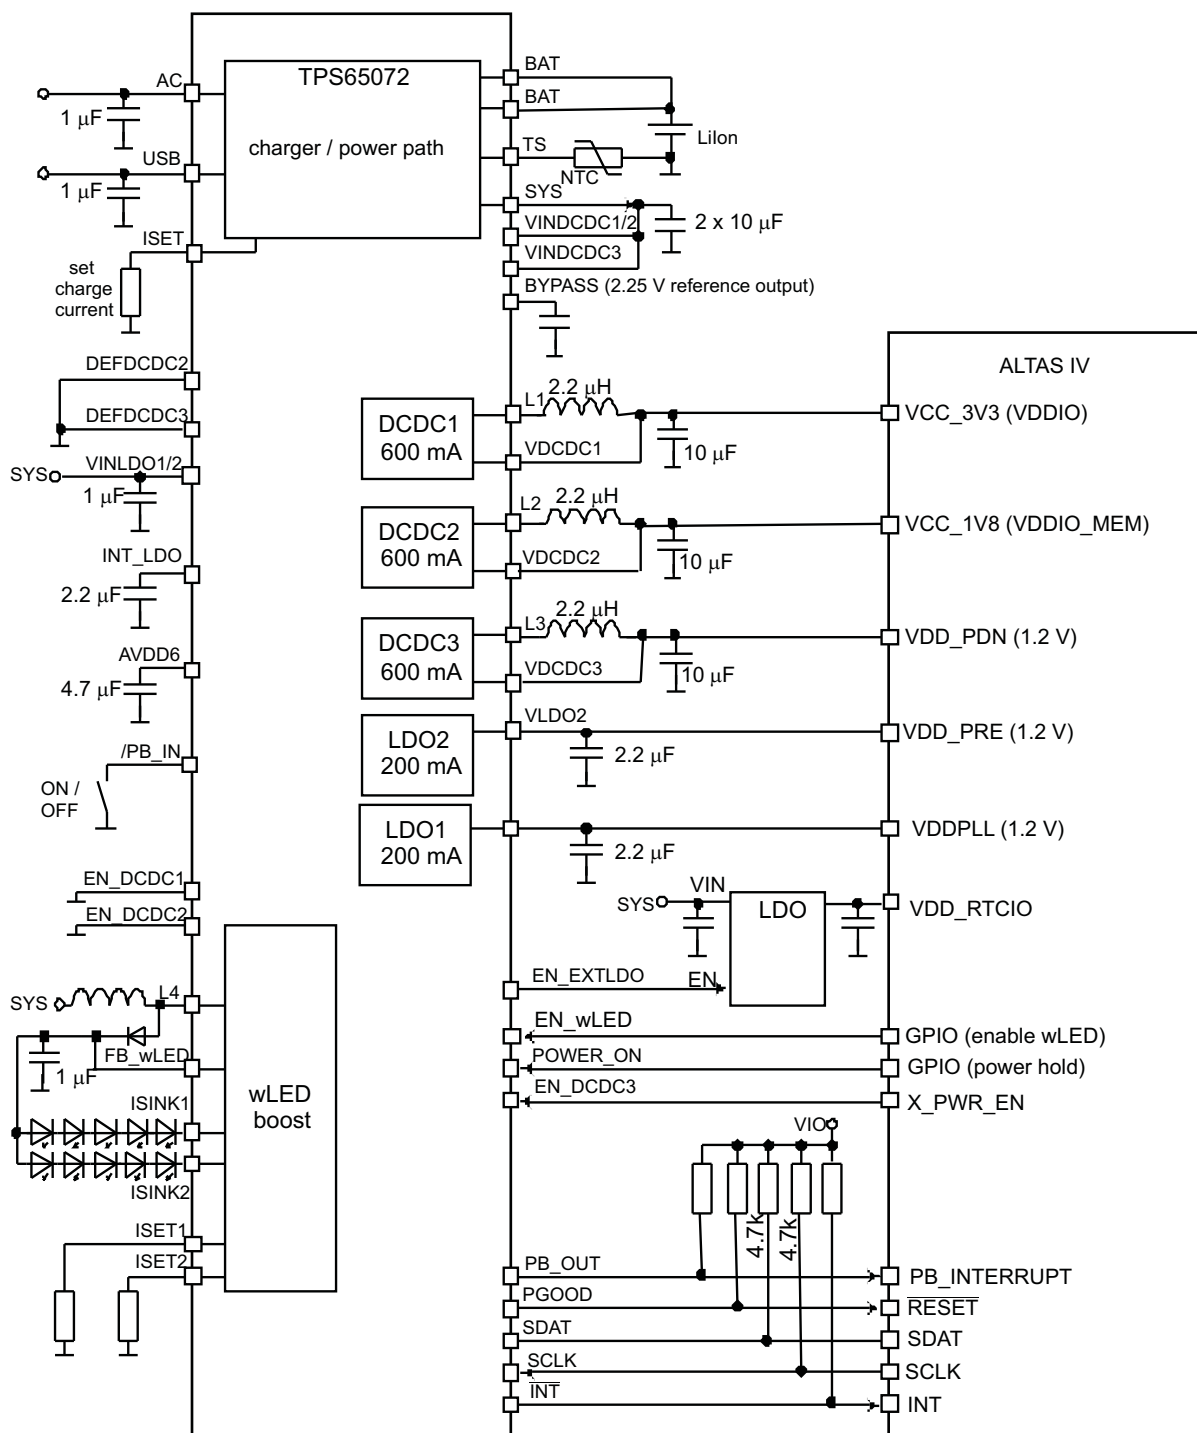 TPS65072
charger / power path
AC
1 μF
USB
1 μF
ISET
set
charge
current
BAT
BAT
LiIon
TS
NTC
SYS
VINDCDC1/2
2 x 10 μF
VINDCDC3
BYPASS (2.25 V reference output)
DEFDCDC2
DEFDCDC3
SYS
VINLDO1/2
1 μF
INT_LDO
2.2 μF
AVDD6
4.7 μF
/PB_IN
ON /
OFF
EN_DCDC1
EN_DCDC2
SYS
L4
FB_wLED
1 μF
ISINK1
ISINK2
ISET1
ISET2
wLED
boost
ALTAS IV
DCDC1
600 mA
L1
2.2 μH
VDCDC1
10 μF
VCC_3V3 (VDDIO)
DCDC2
600 mA
L2
2.2 μH
VDCDC2
10 μF
VCC_1V8 (VDDIO_MEM)
DCDC3
600 mA
L3
2.2 μH
VDCDC3
10 μF
VDD_PDN (1.2 V)
LDO2
200 mA
VLDO2
2.2 μF
VDD_PRE (1.2 V)
LDO1
200 mA
2.2 μF
VDDPLL (1.2 V)
SYS
VIN
LDO
VDD_RTCIO
EN_EXTLDO
EN
EN_wLED
GPIO (enable wLED)
POWER_ON
GPIO (power hold)
EN_DCDC3
X_PWR_EN
VIO
4.7k
4.7k
PB_OUT
PB_INTERRUPT
PGOOD
RESET
SDAT
SDAT
SCLK
SCLK
INT
INT